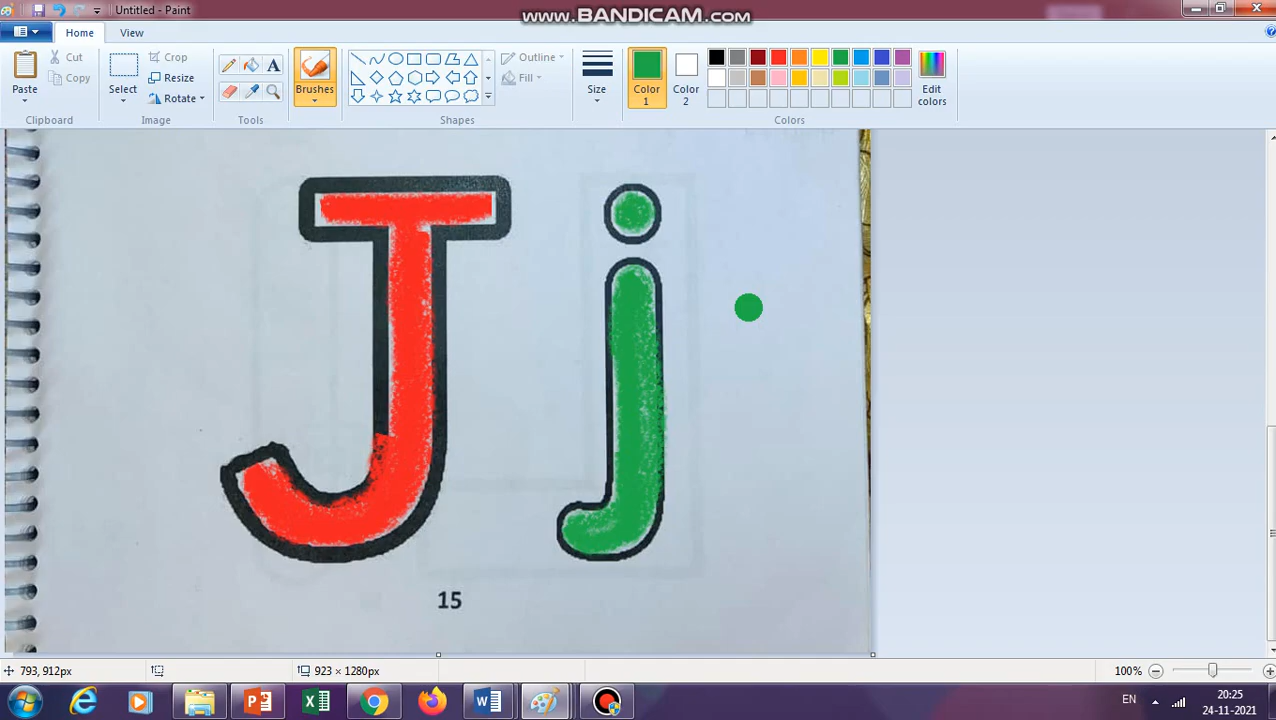 www.BANDICAM.com
Untitled - Paint
Home View
Paste
Cut
Copy
Clipboard
Select
Crop
Resize
Rotate
Image
A
Tools
Brushes
Outline
Fill
Shapes
Size
Color 1
Color 2
Edit colors
Colors
J j
15
793, 912px
923 × 1280px
100%
EN
20:25
24-11-2021